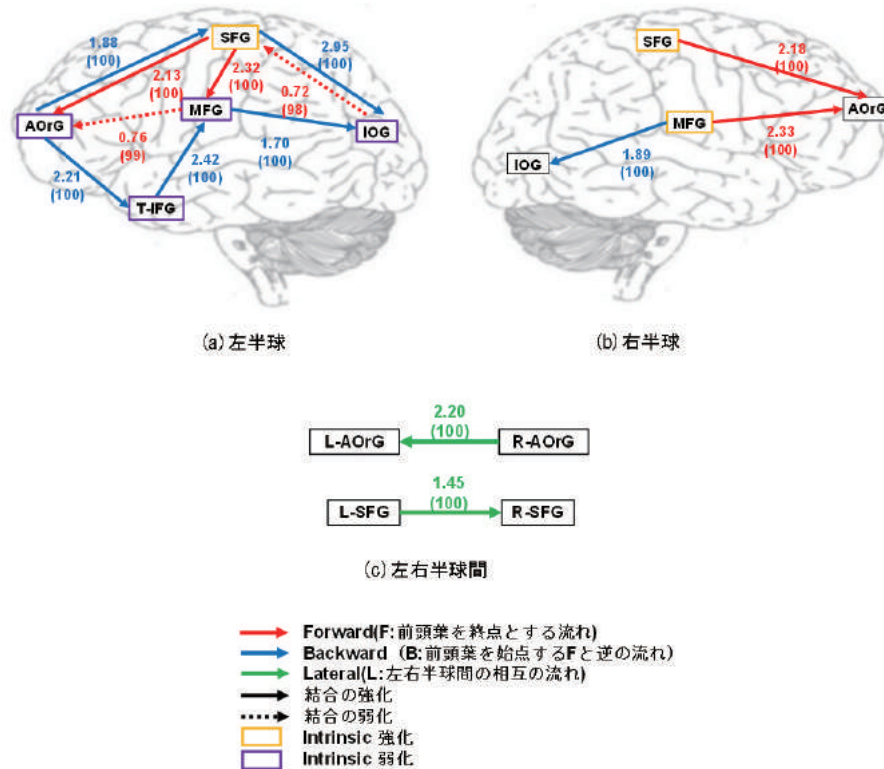 SFG
1.88
(100)
2.95
(100)
2.13
(100)
2.32
(100)
0.72
(98)
MFG
AOrG
IOG
0.76
(99)
1.70
(100)
2.42
(100)
2.21
(100)
T-IFG
(a)左半球
SFG
2.18
(100)
AOrG
MFG
2.33
(100)
IOG
1.89
(100)
(b)右半球
2.20
(100)
L-AOrG
R-AOrG
1.45
(100)
L-SFG
R-SFG
(c)左右半球間
Forward(F:前頭葉を終点とする流れ)
Backward (B:前頭葉を始点するFと逆の流れ)
Lateral(L:左右半球間の相互の流れ)
結合の強化
結合の弱化
Intrinsic 強化
Intrinsic 弱化